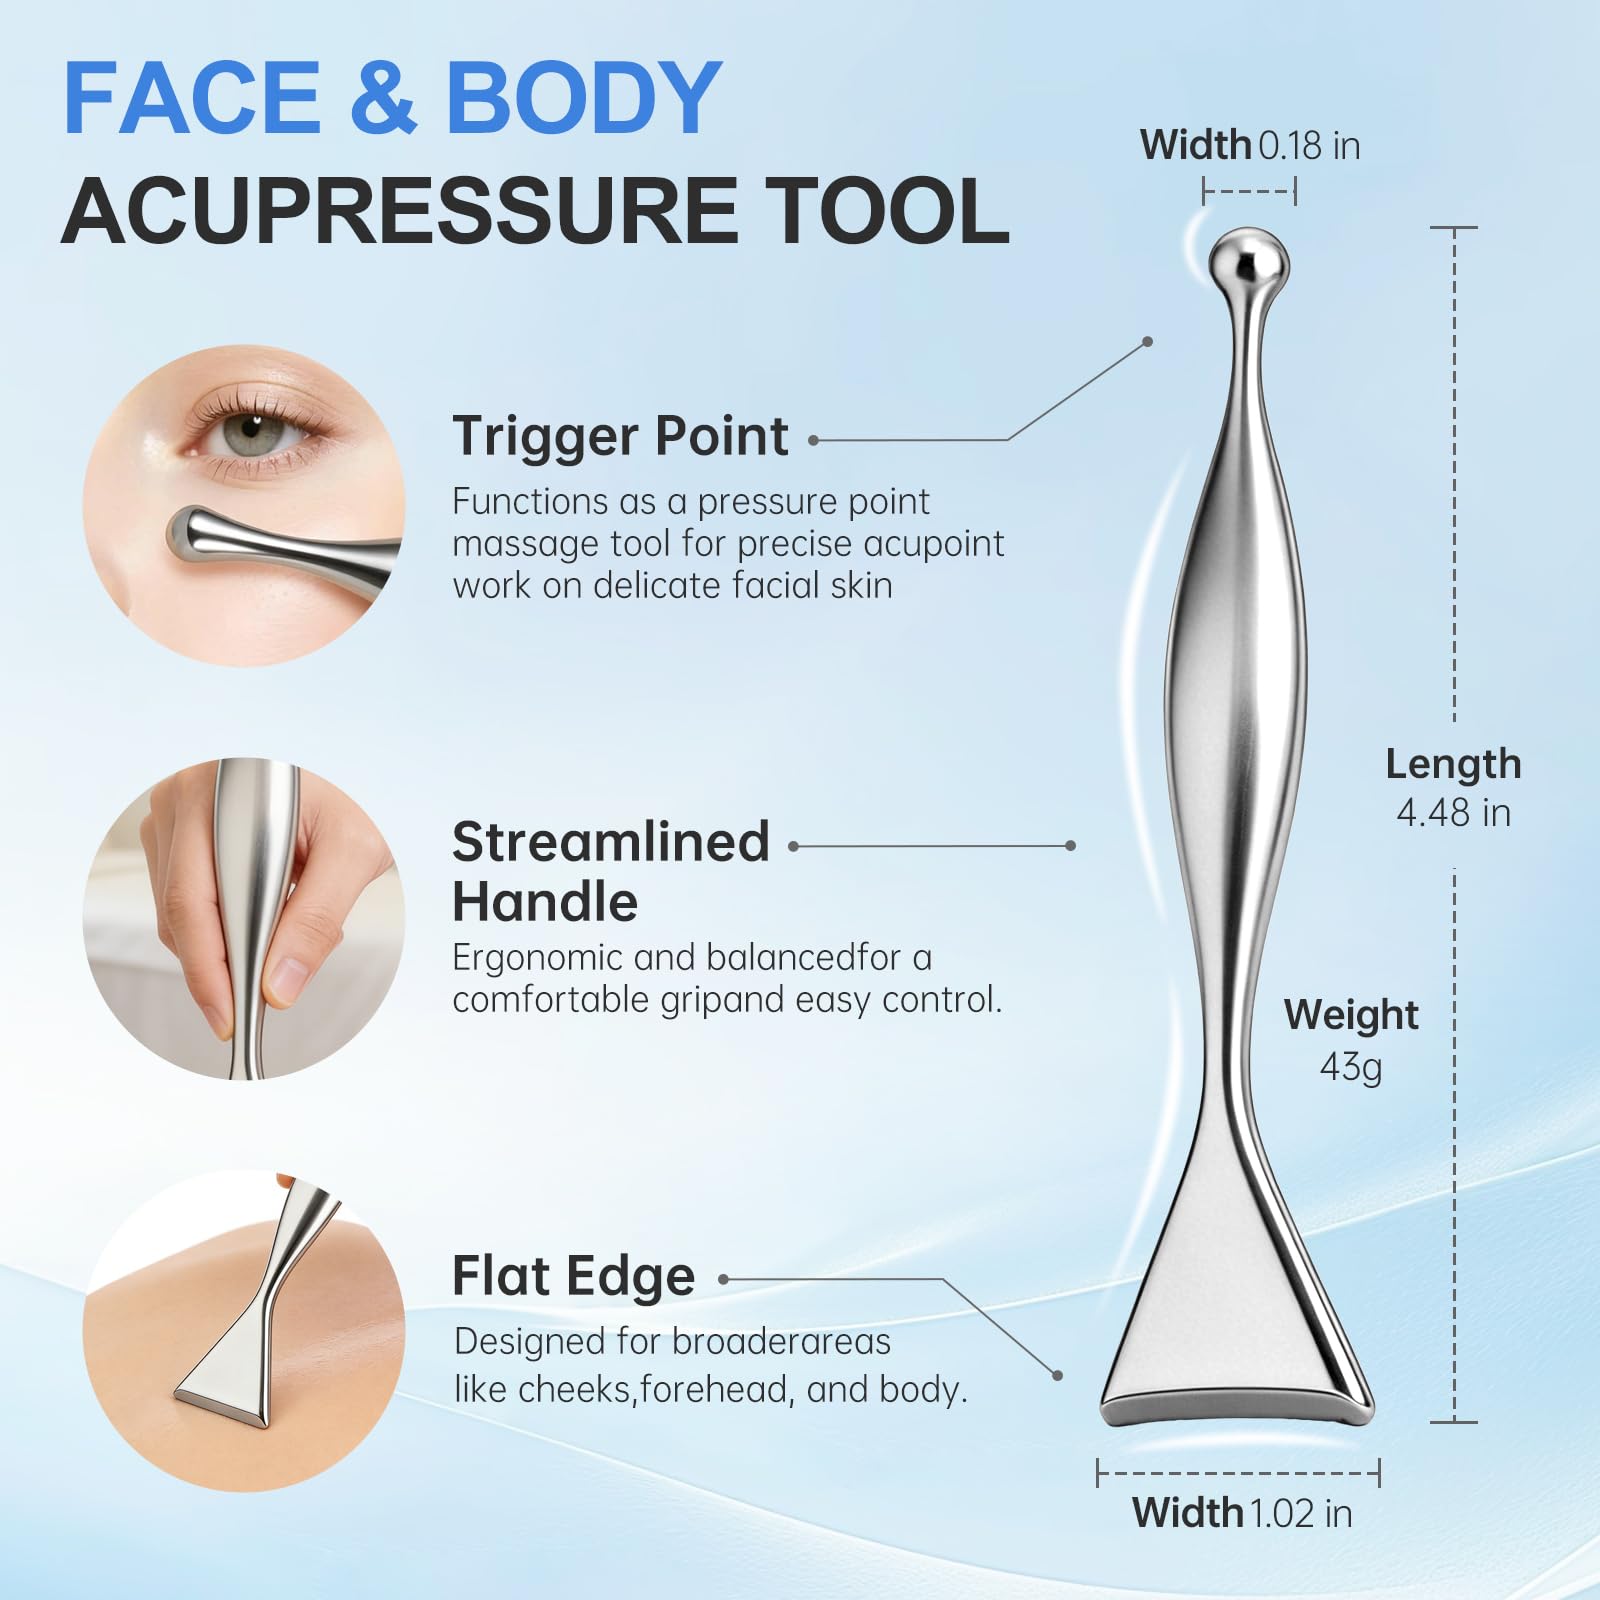 FACE & BODY
ACUPRESSURE TOOL
Width 0.18 in
Trigger Point
Functions as a pressure point
massage tool for precise acupoint
work on delicate facial skin
Length
4.48 in
Streamlined
Handle
Ergonomic and balancedfor a
comfortable gripand easy control.
Weight
43g
Flat Edge
Designed for broaderareas
like cheeks,forehead, and body.
Width 1.02 in